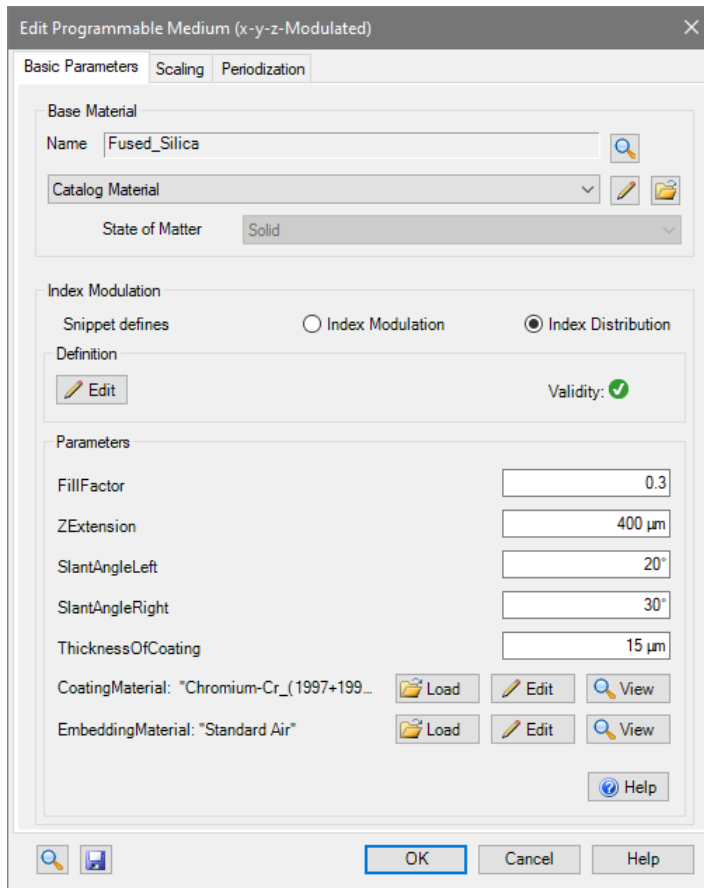 Edit Programmable Medium (x-y-z-Modulated)
Basic Parameters Scaling Periodization
Base Material
Name Fused_Silica
Catalog Material
State of Matter Solid
Index Modulation
Snippet defines Index Modulation Index Distribution
Definition
Edit Validity:
Parameters
FillFactor 0.3
ZExtension 400 µm
SlantAngleLeft 20°
SlantAngleRight 30°
ThicknessOfCoating 15 µm
CoatingMaterial: "Chromium-Cr_(1997+199... Load Edit View
EmbeddingMaterial: "Standard Air" Load Edit View
Help
OK Cancel Help